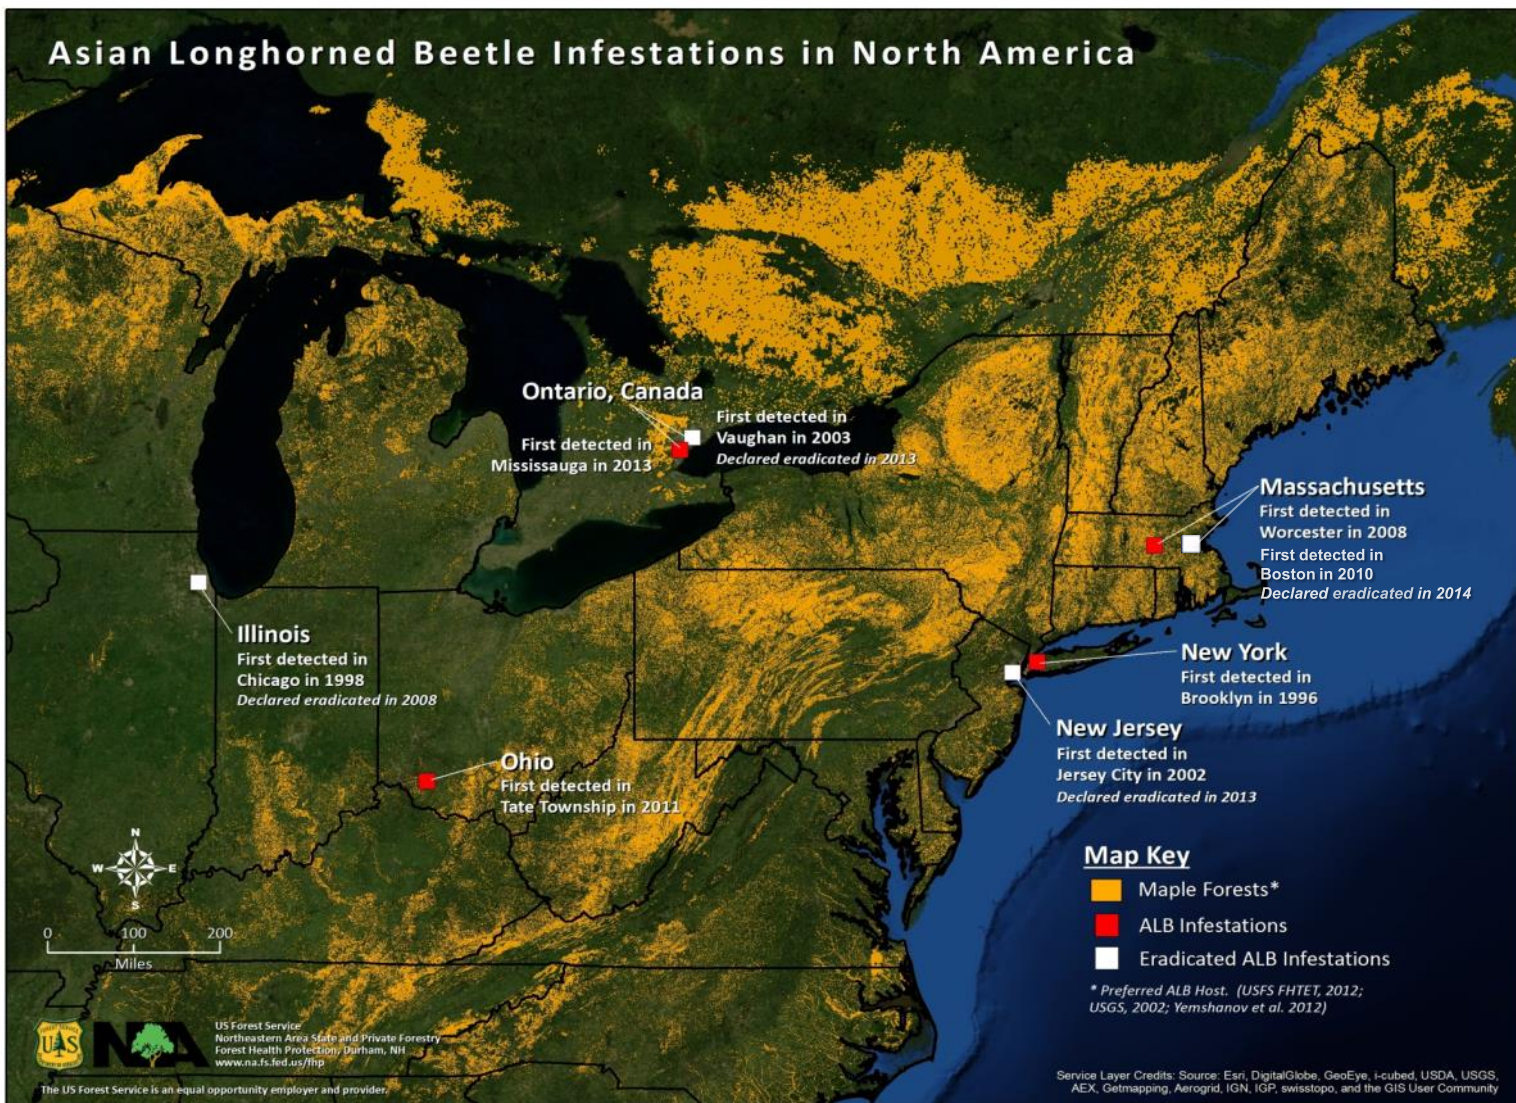 Asian Longhorned Beetle Infestations in North America
Ontario, Canada
First detected in
Mississauga in 2013
First detected in
Vaughan in 2003
Declared eradicated in 2013
Massachusetts
First detected in
Worcester in 2008
First detected in
Boston in 2010
Declared eradicated in 2014
Illinois
First detected in
Chicago in 1998
Declared eradicated in 2008
New York
First detected in
Brooklyn in 1996
New Jersey
First detected in
Jersey City in 2002
Declared eradicated in 2013
Ohio
First detected in
Tate Township in 2011
Map Key
Maple Forests*
ALB Infestations
Eradicated ALB Infestations
* Preferred ALB Host. (USFS FHTET, 2012;
USGS, 2002; Yemshanov et al. 2012)
N
W E
S
0 100 200
Miles
FOREST SERVICE
U S
DEPARTMENT OF AGRICULTURE
NA
US Forest Service
Northeastern Area State and Private Forestry
Forest Health Protection, Durham, NH
www.na.fs.fed.us/fhp
The US Forest Service is an equal opportunity employer and provider.
Service Layer Credits: Source: Esri, DigitalGlobe, GeoEye, i-cubed, USDA, USGS,
AEX, Getmapping, Aerogrid, IGN, IGP, swisstopo, and the GIS User Community